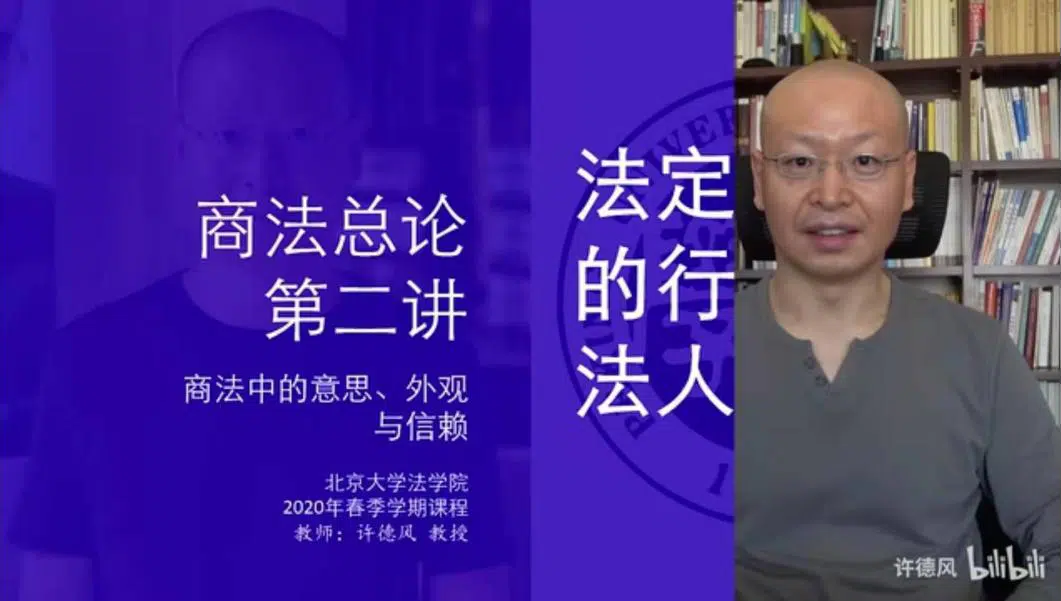 商法总论
第二讲
商法中的意思、外观
与信赖
北京大学法学院
2020年春季学期课程
教师：许德风 教授
法定
的行
法人
许德风 bilibili